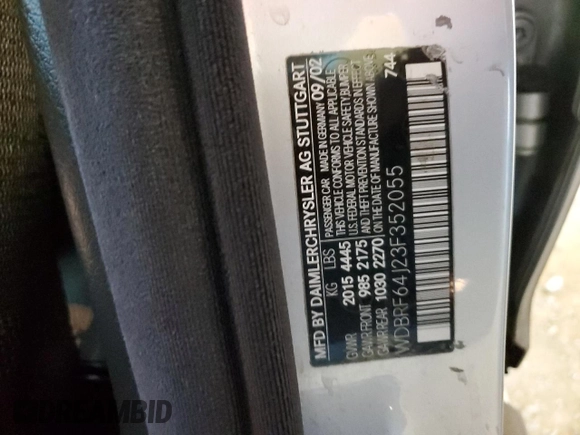 MFD BY DAIMLERCHRYSLER AG STUTTGART
PASSENGER CAR MADE IN GERMANY 09/02
KG LBS THIS VEHICLE CONFORMS TO ALL APPLICABLE
GVWR 2015 4445 U.S. FEDERAL AND/OR VEHICLE SAFETY, BUMPER,
GAWR FRONT 985 2175 AND THEFT PREVENTION STANDARDS IN EFFECT
GAWR REAR 1030 2270 ON THE DATE OF MANUFACTURE SHOWN ABOVE
744
WDBRF64J23F352055